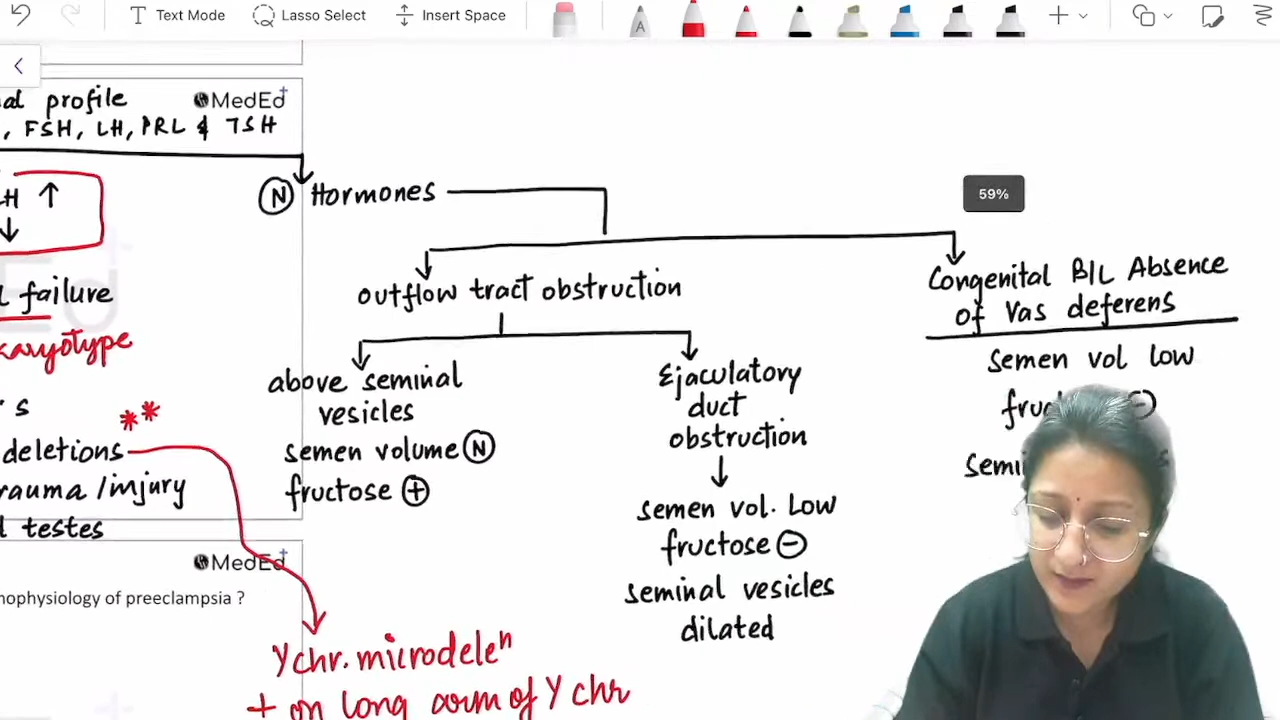 Text Mode
Lasso Select
Insert Space
A
59%
profile
MedEd
FSH, LH, PRL & TSH
↑
↓
failure
karyotype
s
**
deletions
trauma/injury
testes
MedEd
nophysiology of preeclampsia ?
N Hormones
Outflow tract obstruction
above seminal
vesicles
semen volume N
fructose +
Ejaculatory
duct
obstruction
semen vol. Low
fructose -
seminal vesicles
dilated
Congenital B/L Absence
of Vas deferens
semen vol low
Y chr. microdeleⁿ
+ on long arm of Y chr